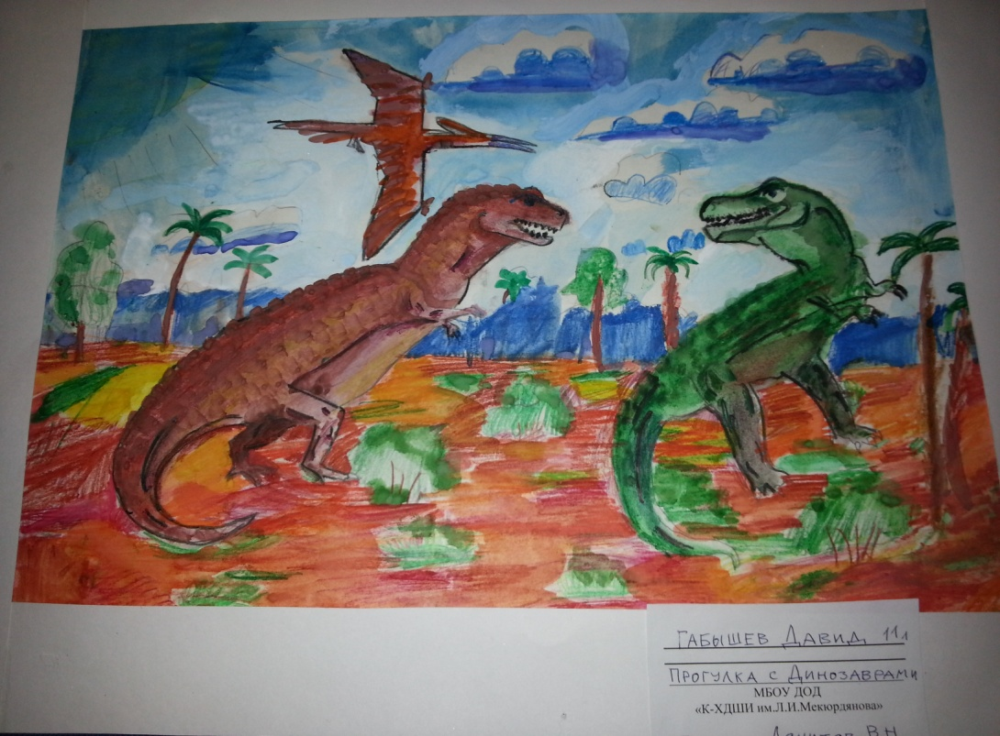 ГАБЫШЕВ ДАВИД 11л
ПРОГУЛКА С ДИНОЗАВРАМИ
МБОУ ДОД
«К-ХДШИ им.Л.И.Мекюрдянова»
В.Н.